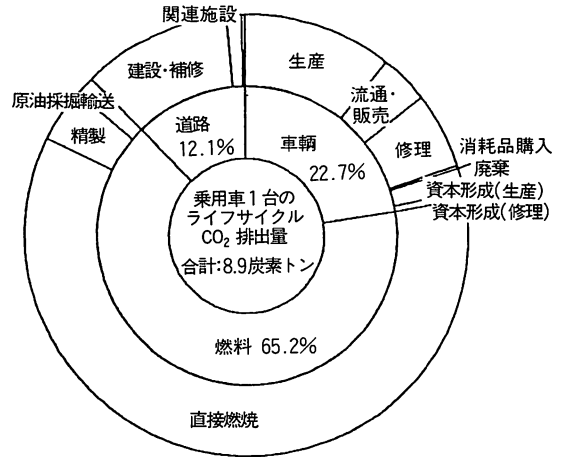 関連施設
建設・補修
生産
原油採掘輸送
精製
道路
12.1%
車輌
22.7%
流通・
販売
修理
消耗品購入
廃棄
資本形成(生産)
資本形成(修理)
乗用車1台の
ライフサイクル
CO₂ 排出量
合計:8.9炭素トン
燃料 65.2%
直接燃焼